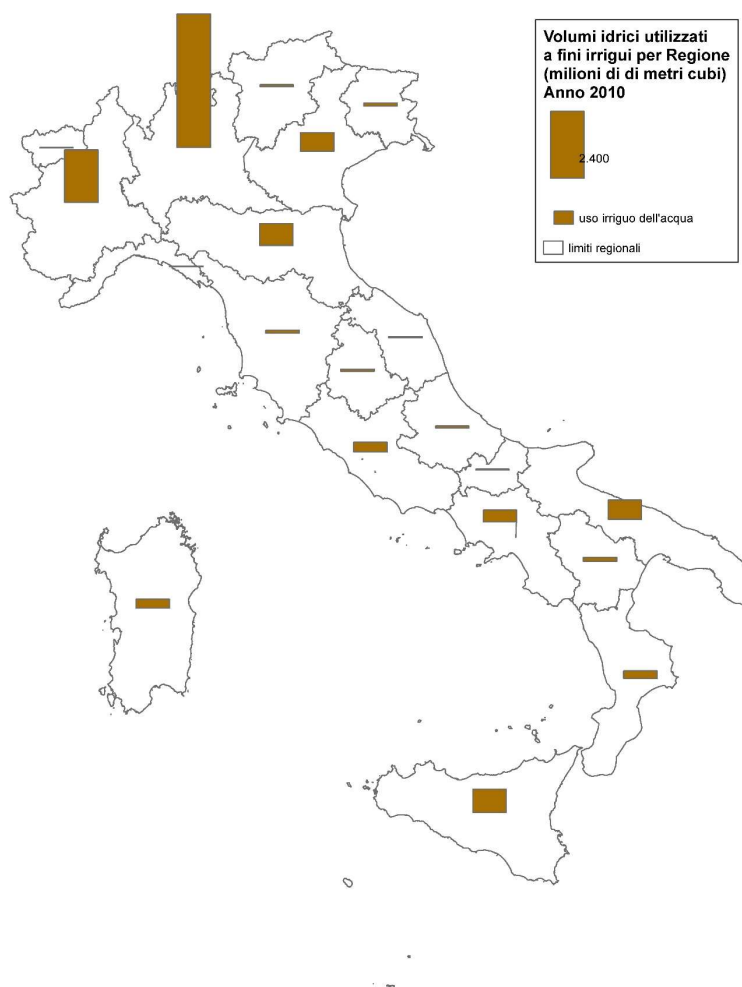 Volumi idrici utilizzati
a fini irrigui per Regione
(milioni di di metri cubi)
Anno 2010
2.400
uso irriguo dell'acqua
limiti regionali